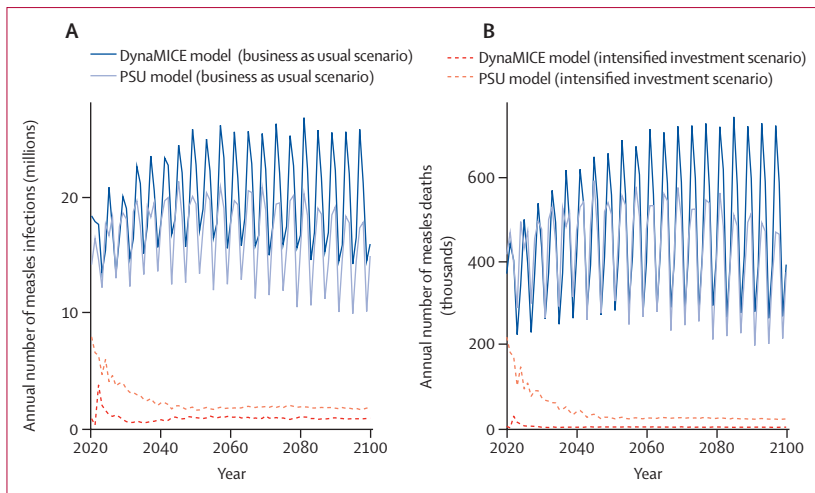 A
B
DynaMICE model (business as usual scenario)
PSU model (business as usual scenario)
DynaMICE model (intensified investment scenario)
PSU model (intensified investment scenario)
Annual number of measles infections (millions)
20
10
0
2020
2040
2060
2080
2100
Year
Annual number of measles deaths
(thousands)
600
400
200
0
2020
2040
2060
2080
2100
Year